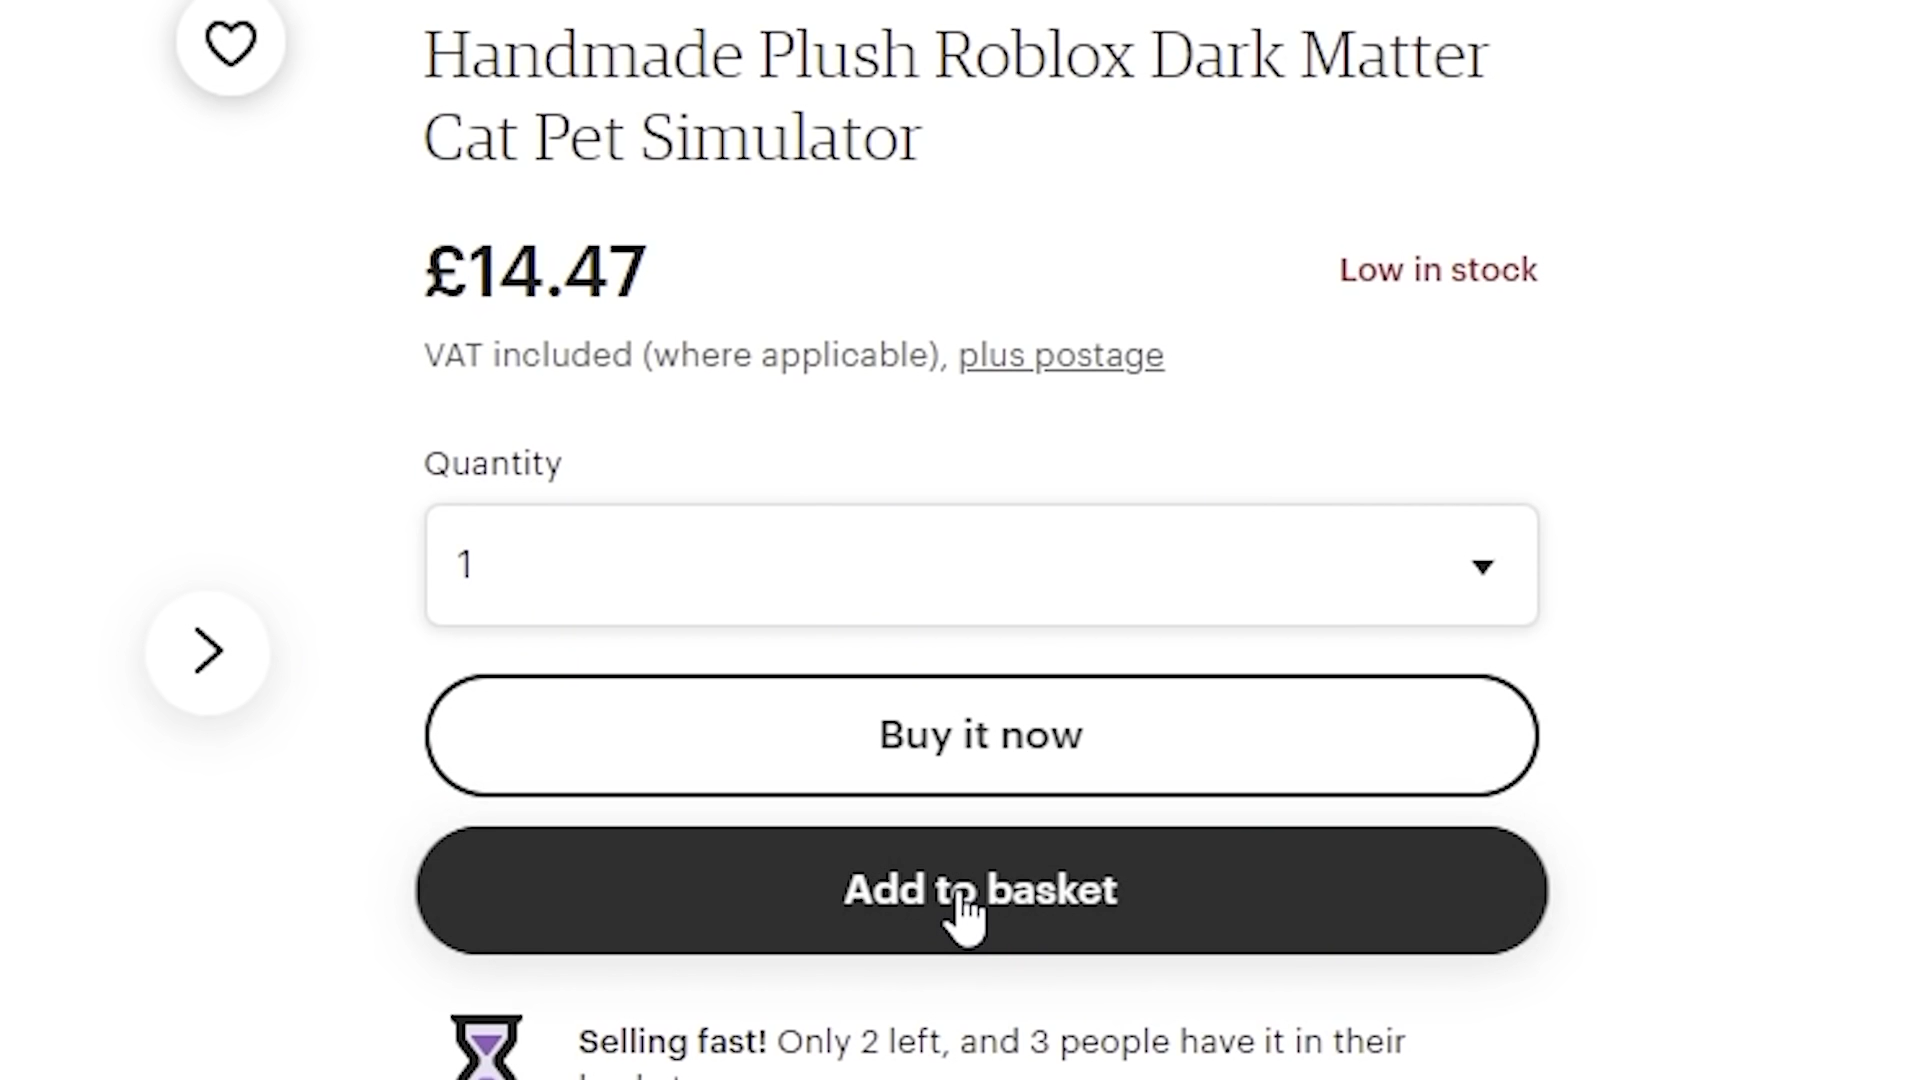 Handmade Plush Roblox Dark Matter
Cat Pet Simulator
£14.47
Low in stock
VAT included (where applicable), plus postage
Quantity
1
Buy it now
Add to basket
Selling fast! Only 2 left, and 3 people have it in their